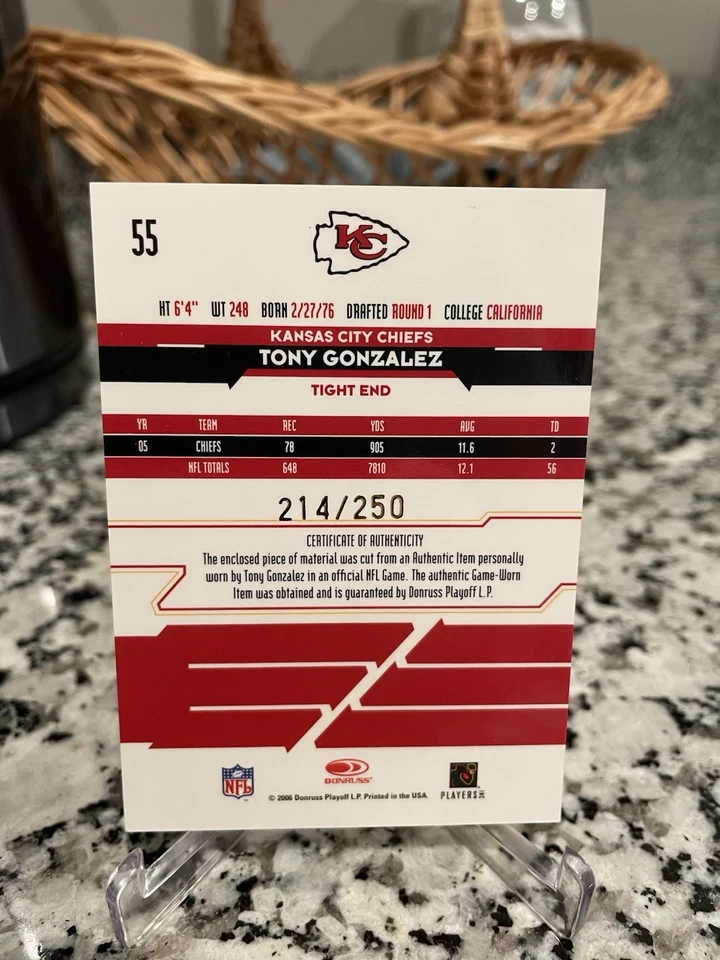 55
KC
HT 6'4" WT 248 BORN 2/27/76 DRAFTED ROUND 1 COLLEGE CALIFORNIA
KANSAS CITY CHIEFS
TONY GONZALEZ
TIGHT END
YR TEAM REC YDS AVG TD
05 CHIEFS 78 905 11.6 2
NFL TOTALS 648 7810 12.1 56
214/250
CERTIFICATE OF AUTHENTICITY
The enclosed piece of material was cut from an Authentic Item personally
worn by Tony Gonzalez in an official NFL Game. The authentic Game-Worn
Item was obtained and is guaranteed by Donruss Playoff L.P.
NFL
DONRUSS
© 2006 Donruss Playoff L.P. Printed in the USA.
PLAYERS INC